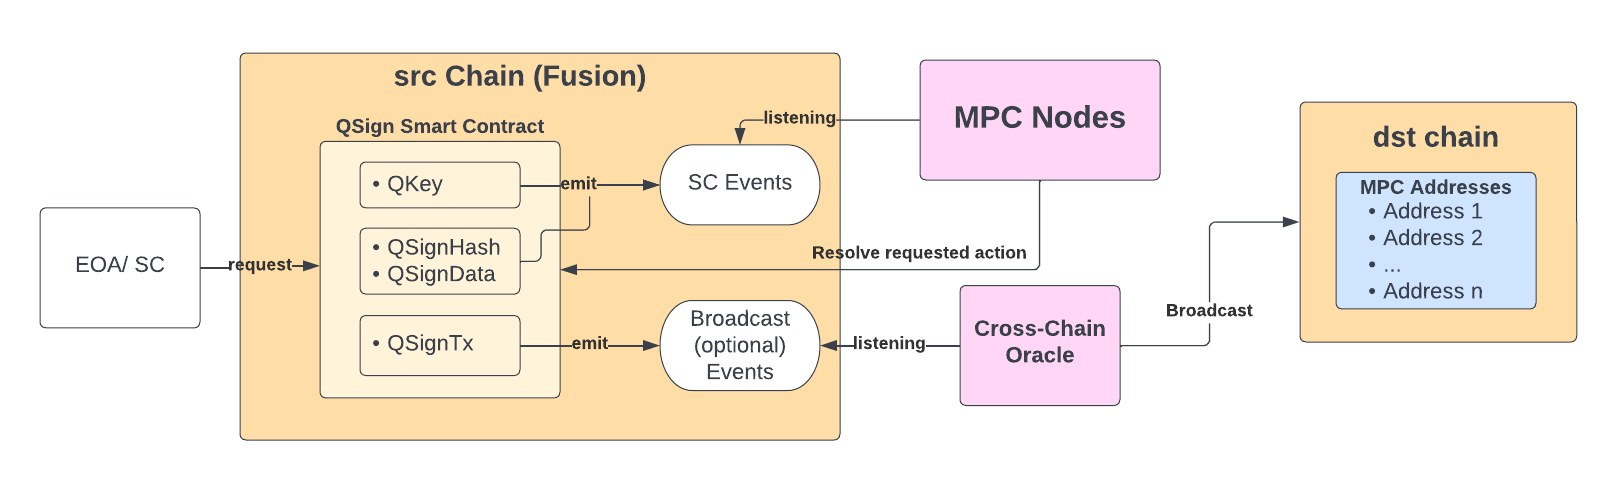 src Chain (Fusion)
QSign Smart Contract
• QKey
• QSignHash
• QSignData
• QSignTx
EOA/ SC
request
emit
emit
SC Events
Broadcast
(optional)
Events
listening
MPC Nodes
Resolve requested action
listening
Cross-Chain
Oracle
Broadcast
dst chain
MPC Addresses
• Address 1
• Address 2
• ...
• Address n